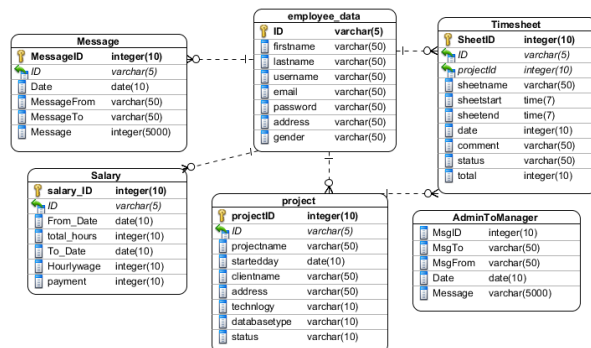 Message
MessageID integer(10)
ID varchar(5)
Date date(10)
MessageFrom varchar(50)
MessageTo varchar(50)
Message integer(5000)
employee_data
ID varchar(5)
firstname varchar(50)
lastname varchar(50)
username varchar(50)
email varchar(50)
password varchar(50)
address varchar(50)
gender varchar(50)
Timesheet
SheetID integer(10)
ID varchar(5)
projectId integer(10)
sheetname varchar(50)
sheetstart time(7)
sheetend time(7)
date integer(10)
comment varchar(50)
status varchar(50)
total integer(10)
Salary
salary_ID integer(10)
ID varchar(5)
From_Date date(10)
total_hours integer(10)
To_Date date(10)
Hourlywage integer(10)
payment integer(10)
project
projectID integer(10)
ID varchar(5)
projectname varchar(50)
startedday date(10)
clientname varchar(50)
address varchar(50)
technlogy varchar(10)
databasetype varchar(10)
status varchar(10)
AdminToManager
MsgID integer(10)
MsgTo varchar(50)
MsgFrom varchar(50)
Date date(10)
Message varchar(5000)